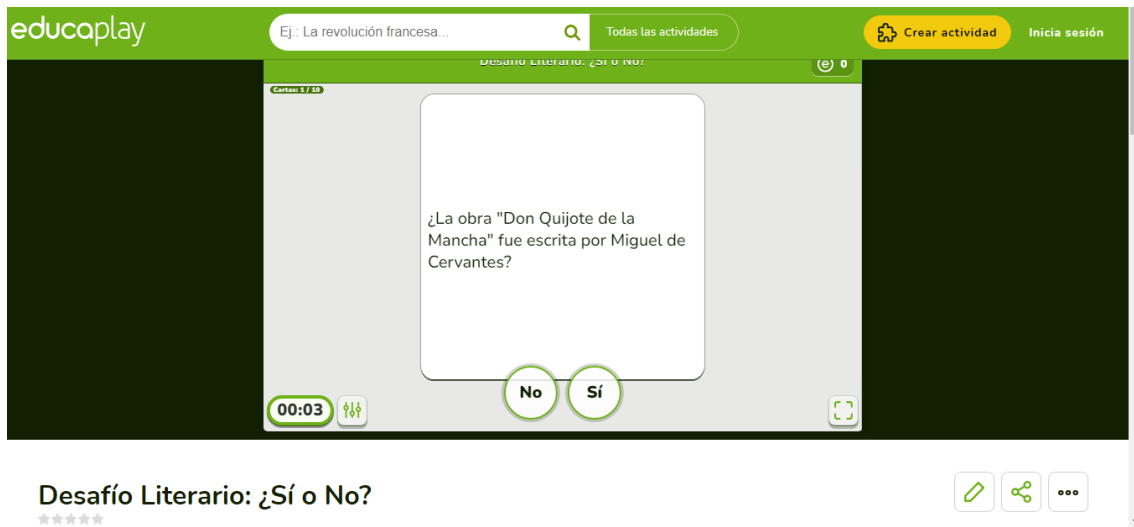 educaplay
Ej.: La revolución francesa...
Todas las actividades
Crear actividad
Inicia sesión
Desafío Literario: ¿Sí o No?
0
Cartas: 1 / 10
¿La obra "Don Quijote de la
Mancha" fue escrita por Miguel de
Cervantes?
No
Sí
00:03
Desafío Literario: ¿Sí o No?